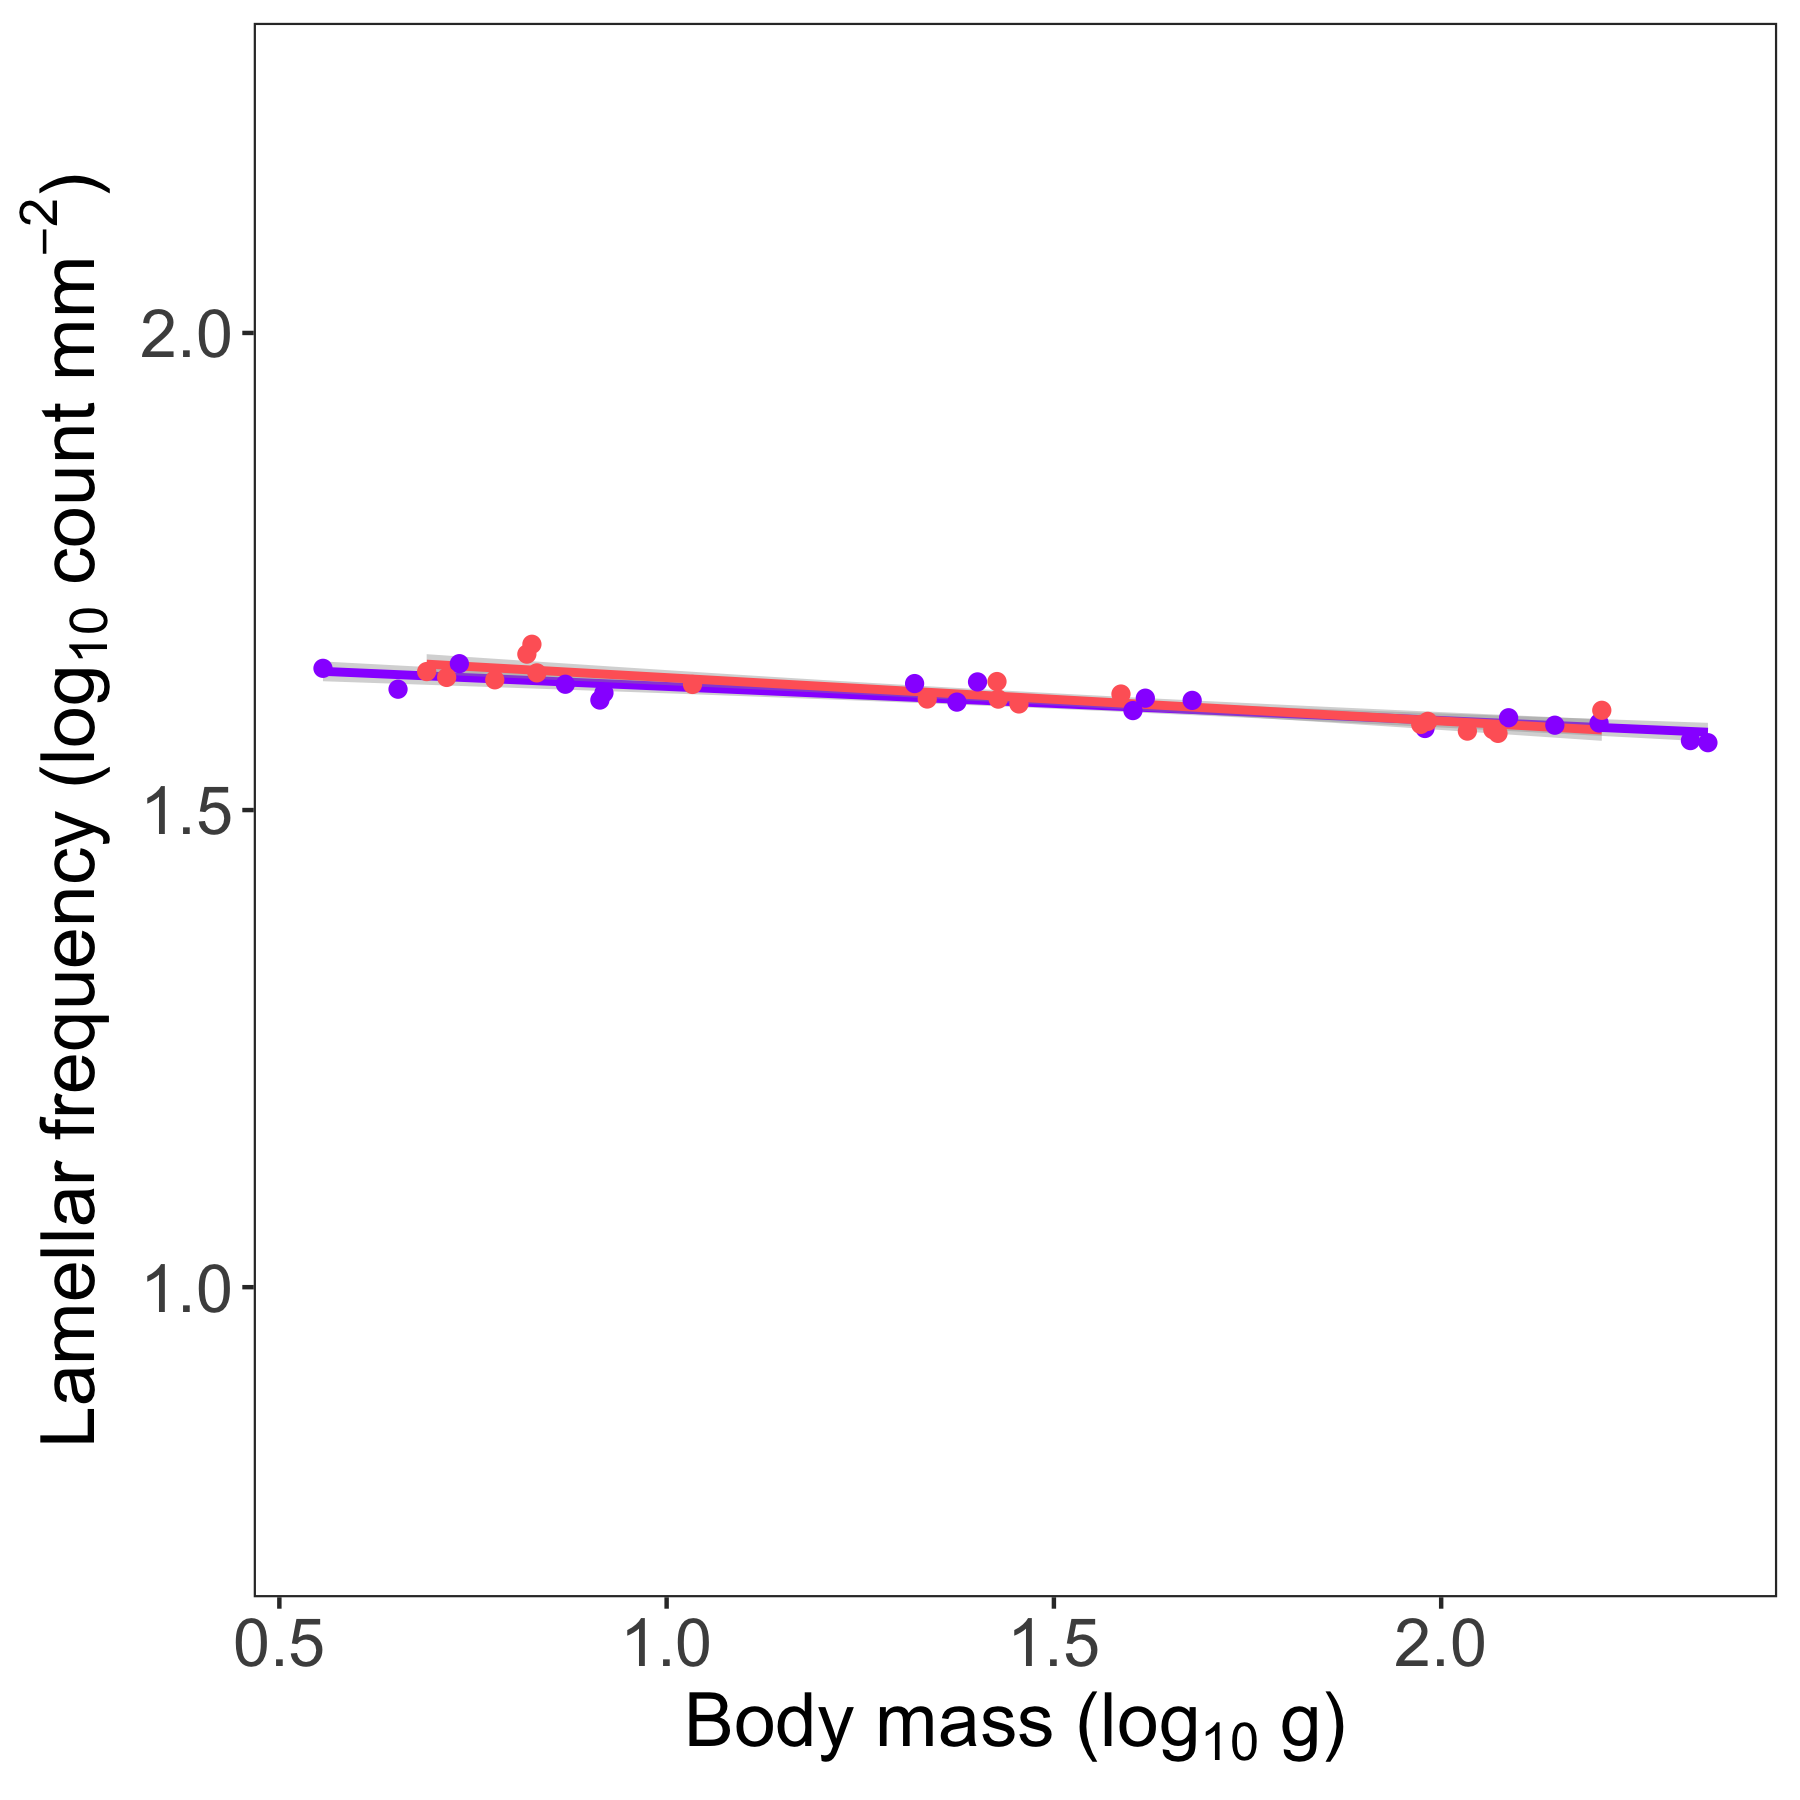 Lamellar frequency (log₁₀ count mm⁻²)
2.0
1.5
1.0
0.5 1.0 1.5 2.0
Body mass (log₁₀ g)